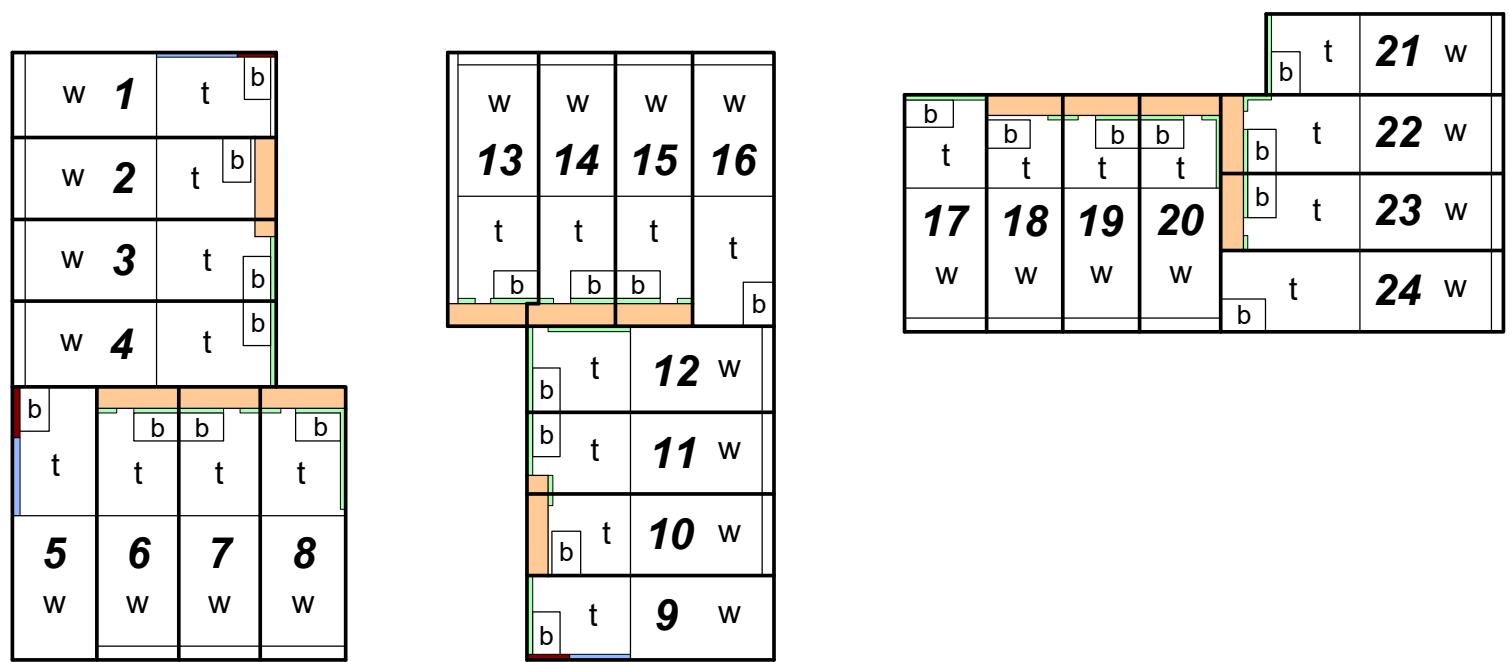 w 1 t b
w 2 t b
w 3 t b
w 4 t b
b b b b
t t t t
5 6 7 8
w w w w
w w w w
13 14 15 16
t t t t
b b b b
b t 12 w
b t 11 w
b t 10 w
b t 9 w
b b b b
t t t t
17 18 19 20
w w w w
b t 21 w
b t 22 w
b t 23 w
b t 24 w